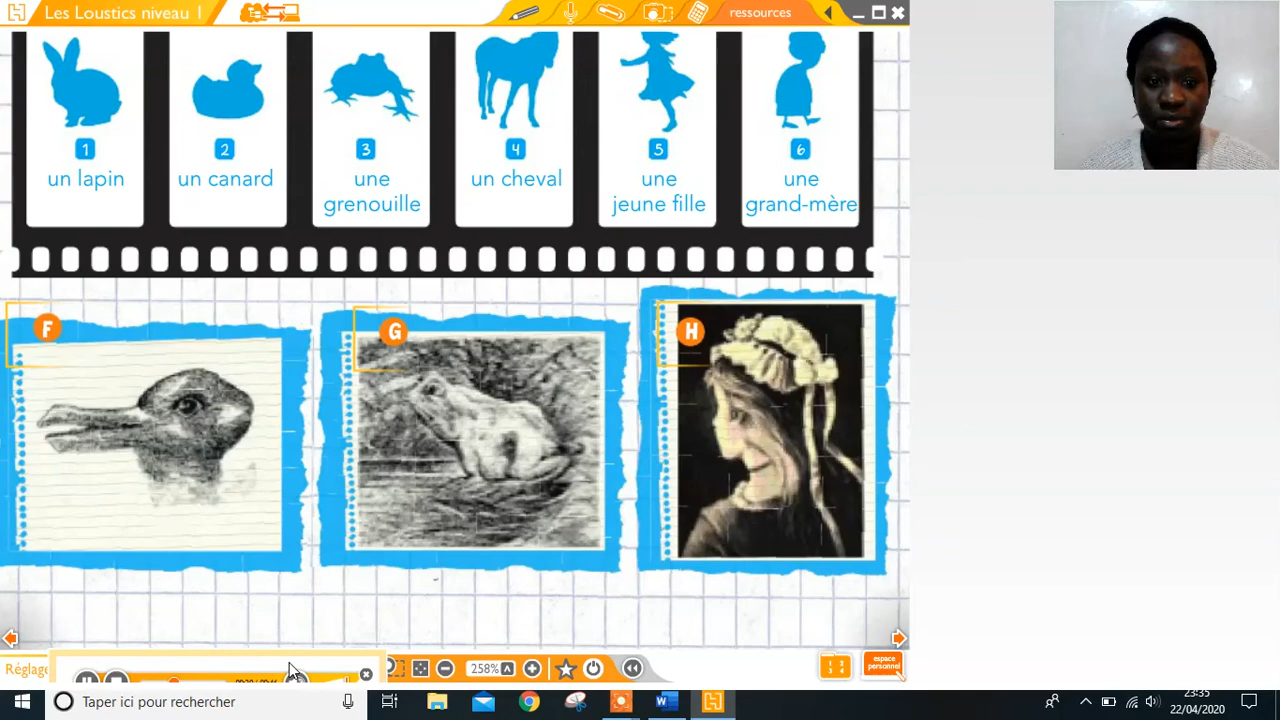 Les Loustics niveau 1
ressources
1
2
3
4
5
6
un lapin
un canard
une
grenouille
un cheval
une
jeune fille
une
grand-mère
F
G
H
Réglage
258%
espace
personnel
Taper ici pour rechercher
23:35
22/04/2020